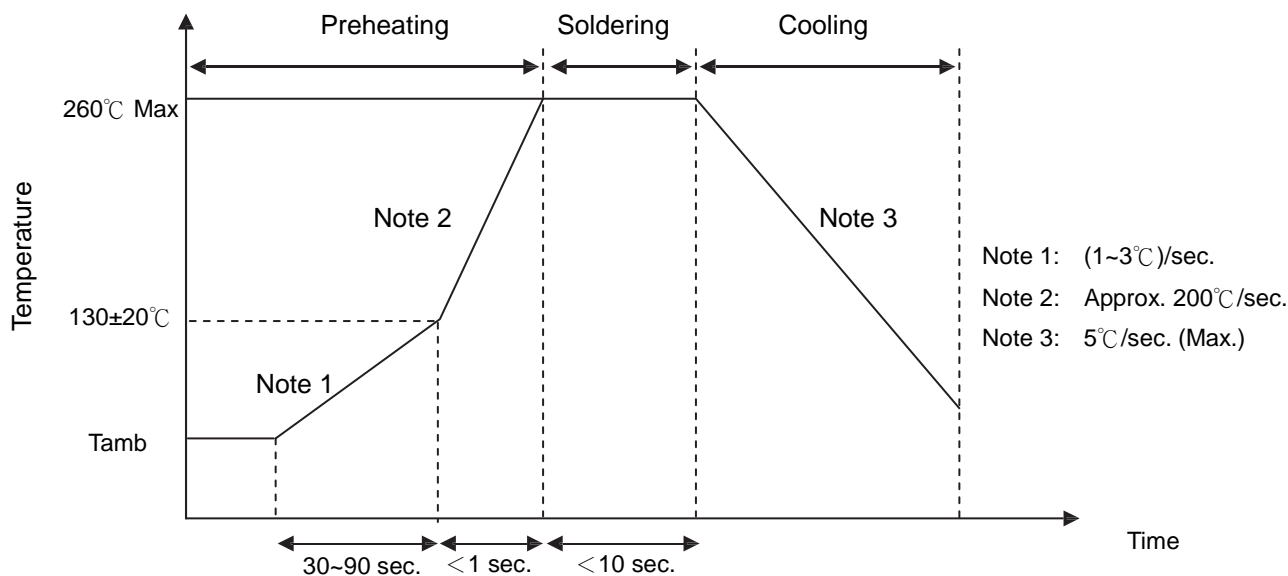 Preheating Soldering Cooling
260℃ Max
Note 2
Note 3
Temperature
Note 1: (1~3℃)/sec.
130±20℃
Note 2: Approx. 200℃/sec.
Note 3: 5℃/sec. (Max.)
Note 1
Tamb
Time
30~90 sec. <1 sec. <10 sec.